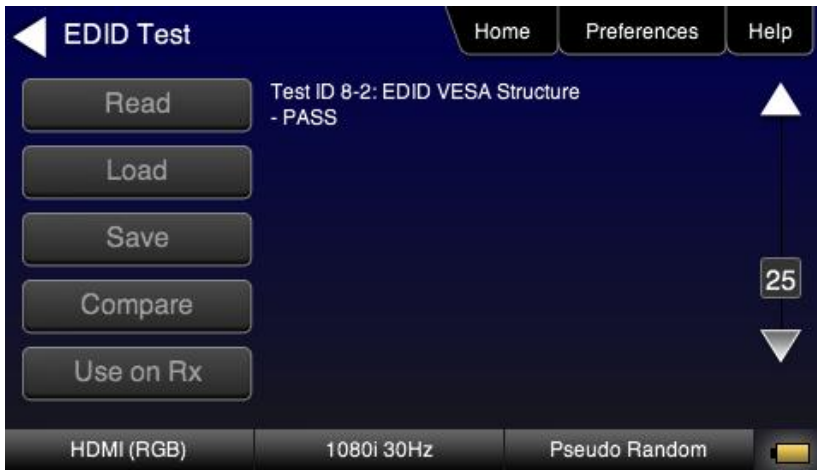 EDID Test
Home
Preferences
Help
Read
Load
Save
Compare
Use on Rx
Test ID 8-2: EDID VESA Structure
- PASS
25
HDMI (RGB)
1080i 30Hz
Pseudo Random